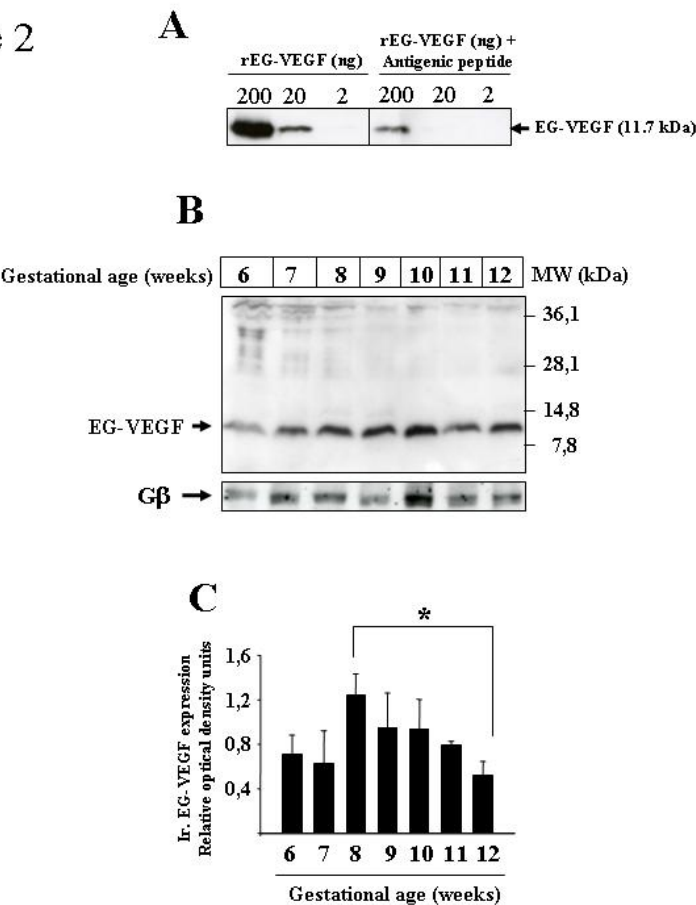 2
A
rEG-VEGF (ng)
rEG-VEGF (ng) +
Antigenic peptide
200 20 2 200 20 2
EG-VEGF (11.7 kDa)
B
Gestational age (weeks) 6 7 8 9 10 11 12 MW (kDa)
36,1
28,1
14,8
EG-VEGF
7,8
Gβ
C
*
Ir. EG-VEGF expression
Relative optical density units
1,6
1,2
0,8
0,4
6 7 8 9 10 11 12
Gestational age (weeks)